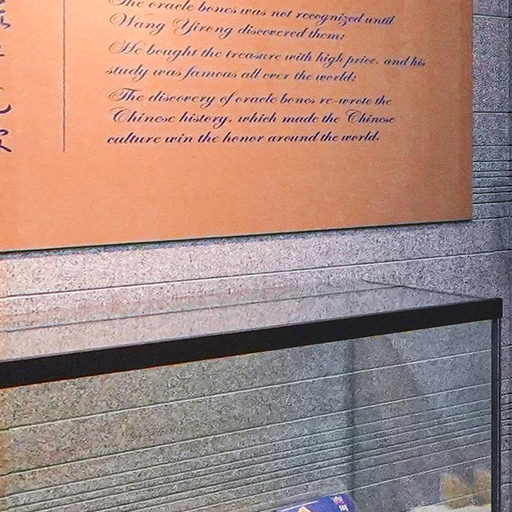 The oracle bones was not recognized until
Wang Yirong discovered them;
He bought the treasure with high price, and his
study was famous all over the world;
The discovery of oracle bones re-wrote the
Chinese history, which made the Chinese
culture win the honor around the world.